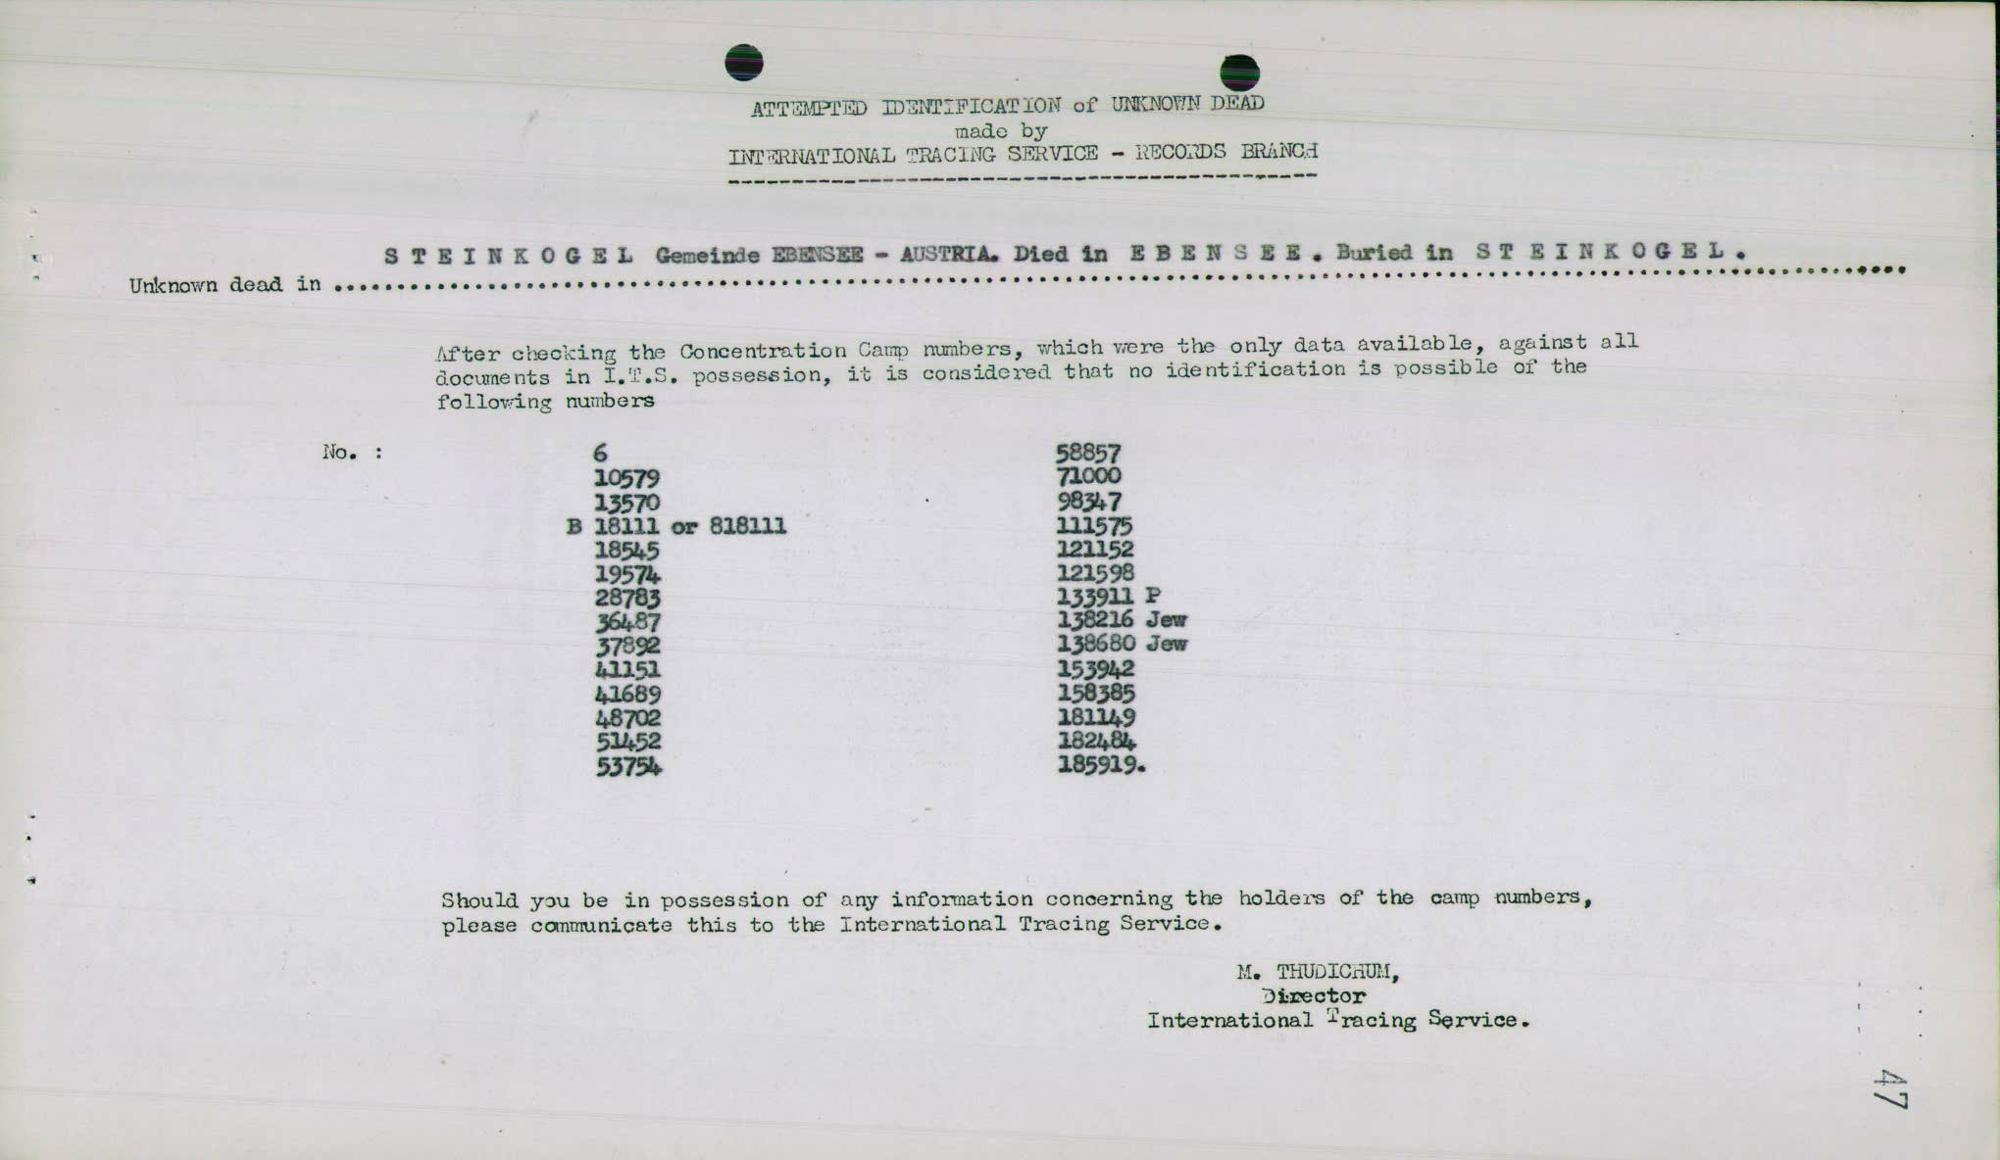 ATTEMPTED IDENTIFICATION of UNKNOWN DEAD
made by
INTERNATIONAL TRACING SERVICE - RECORDS BRANCH
STEINKOGEL Gemeinde EBENSEE - AUSTRIA. Died in EBENSEE. Buried in STEINKOGEL.
Unknown dead in ....................
After checking the Concentration Camp numbers, which were the only data available, against all
documents in I.T.S. possession, it is considered that no identification is possible of the
following numbers
No. : 6 58857
10579 71000
13570 98347
B 18111 or 818111 111575
18545 121152
19574 121598
28783 133911 P
36487 138216 Jew
37892 138680 Jew
41151 153942
41689 158385
48702 181149
51452 182484
53754 185919.
Should you be in possession of any information concerning the holders of the camp numbers,
please communicate this to the International Tracing Service.
M. THUDICHUM,
Director
International Tracing Service.
47